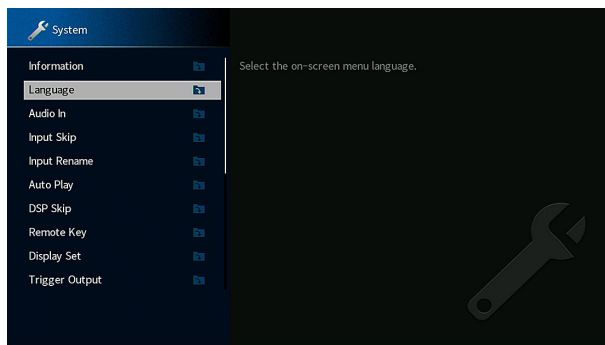 System
Information
Language
Select the on-screen menu language.
Audio In
Input Skip
Input Rename
Auto Play
DSP Skip
Remote Key
Display Set
Trigger Output